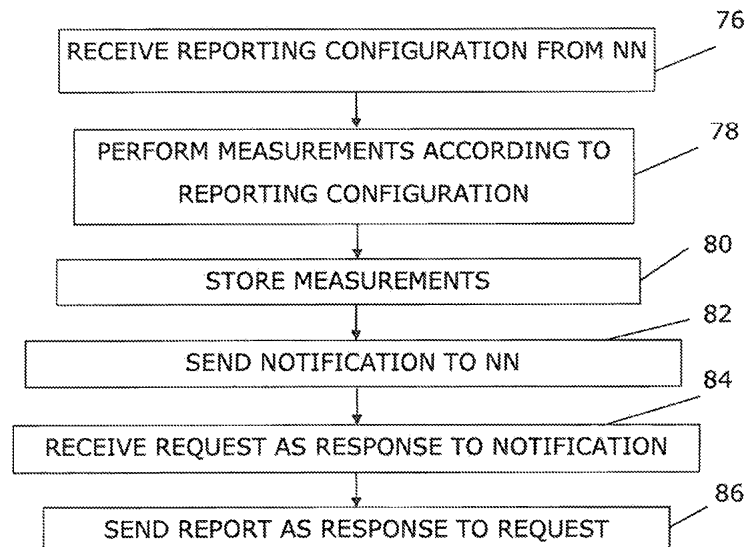 76
RECEIVE REPORTING CONFIGURATION FROM NN
78
PERFORM MEASUREMENTS ACCORDING TO
REPORTING CONFIGURATION
80
STORE MEASUREMENTS
82
SEND NOTIFICATION TO NN
84
RECEIVE REQUEST AS RESPONSE TO NOTIFICATION
86
SEND REPORT AS RESPONSE TO REQUEST